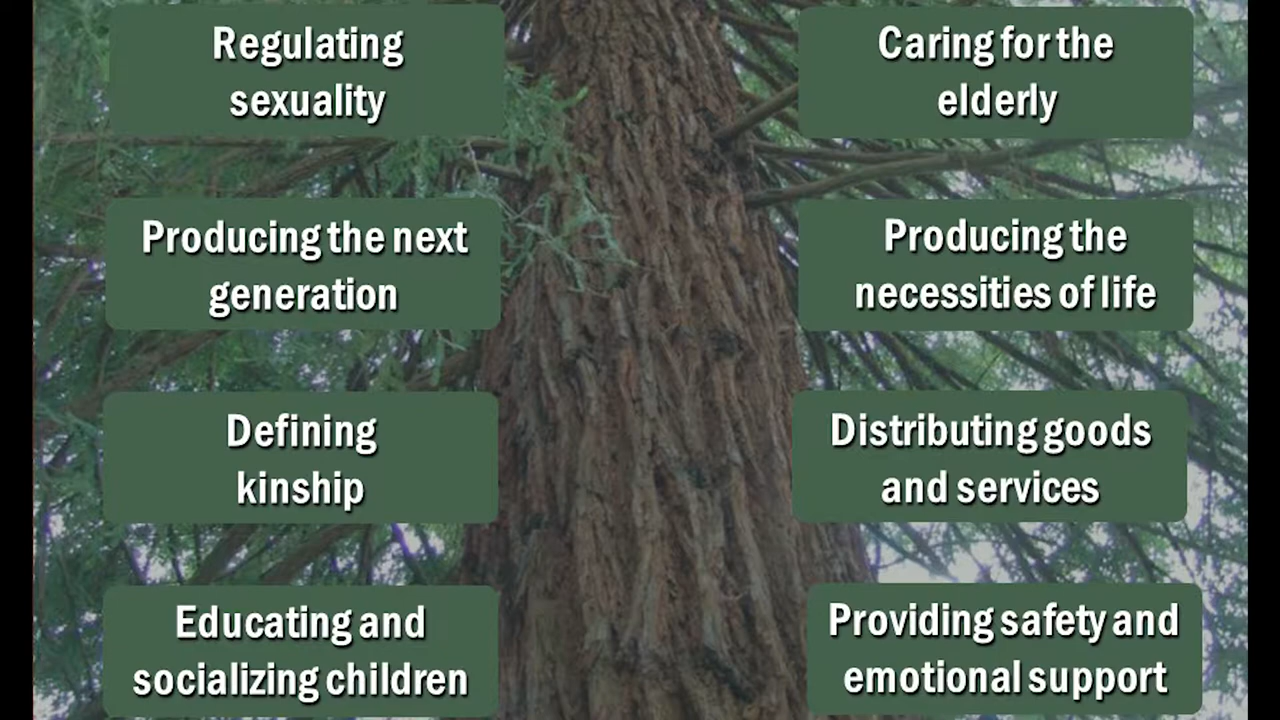 Regulating
sexuality
Producing the next
generation
Defining
kinship
Educating and
socializing children
Caring for the
elderly
Producing the
necessities of life
Distributing goods
and services
Providing safety and
emotional support